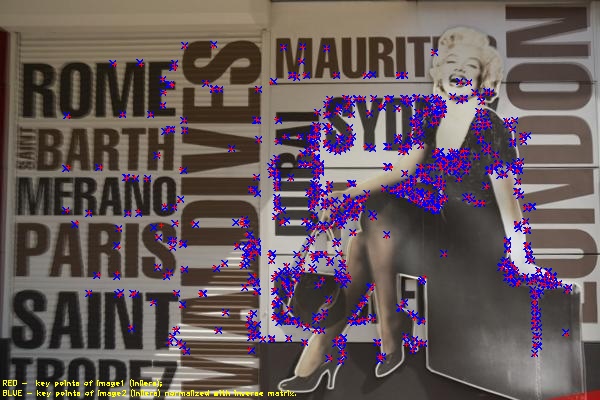 ROME
SANT
BARTH
MERANO
PARIS
SAINT
TROPEZ
MALDIVES
MAURITI
DUBAI
SYD
LONDON
RED - key points of image1 (inliers);
BLUE - key points of image2 (inliers) normalized with inverse matrix.